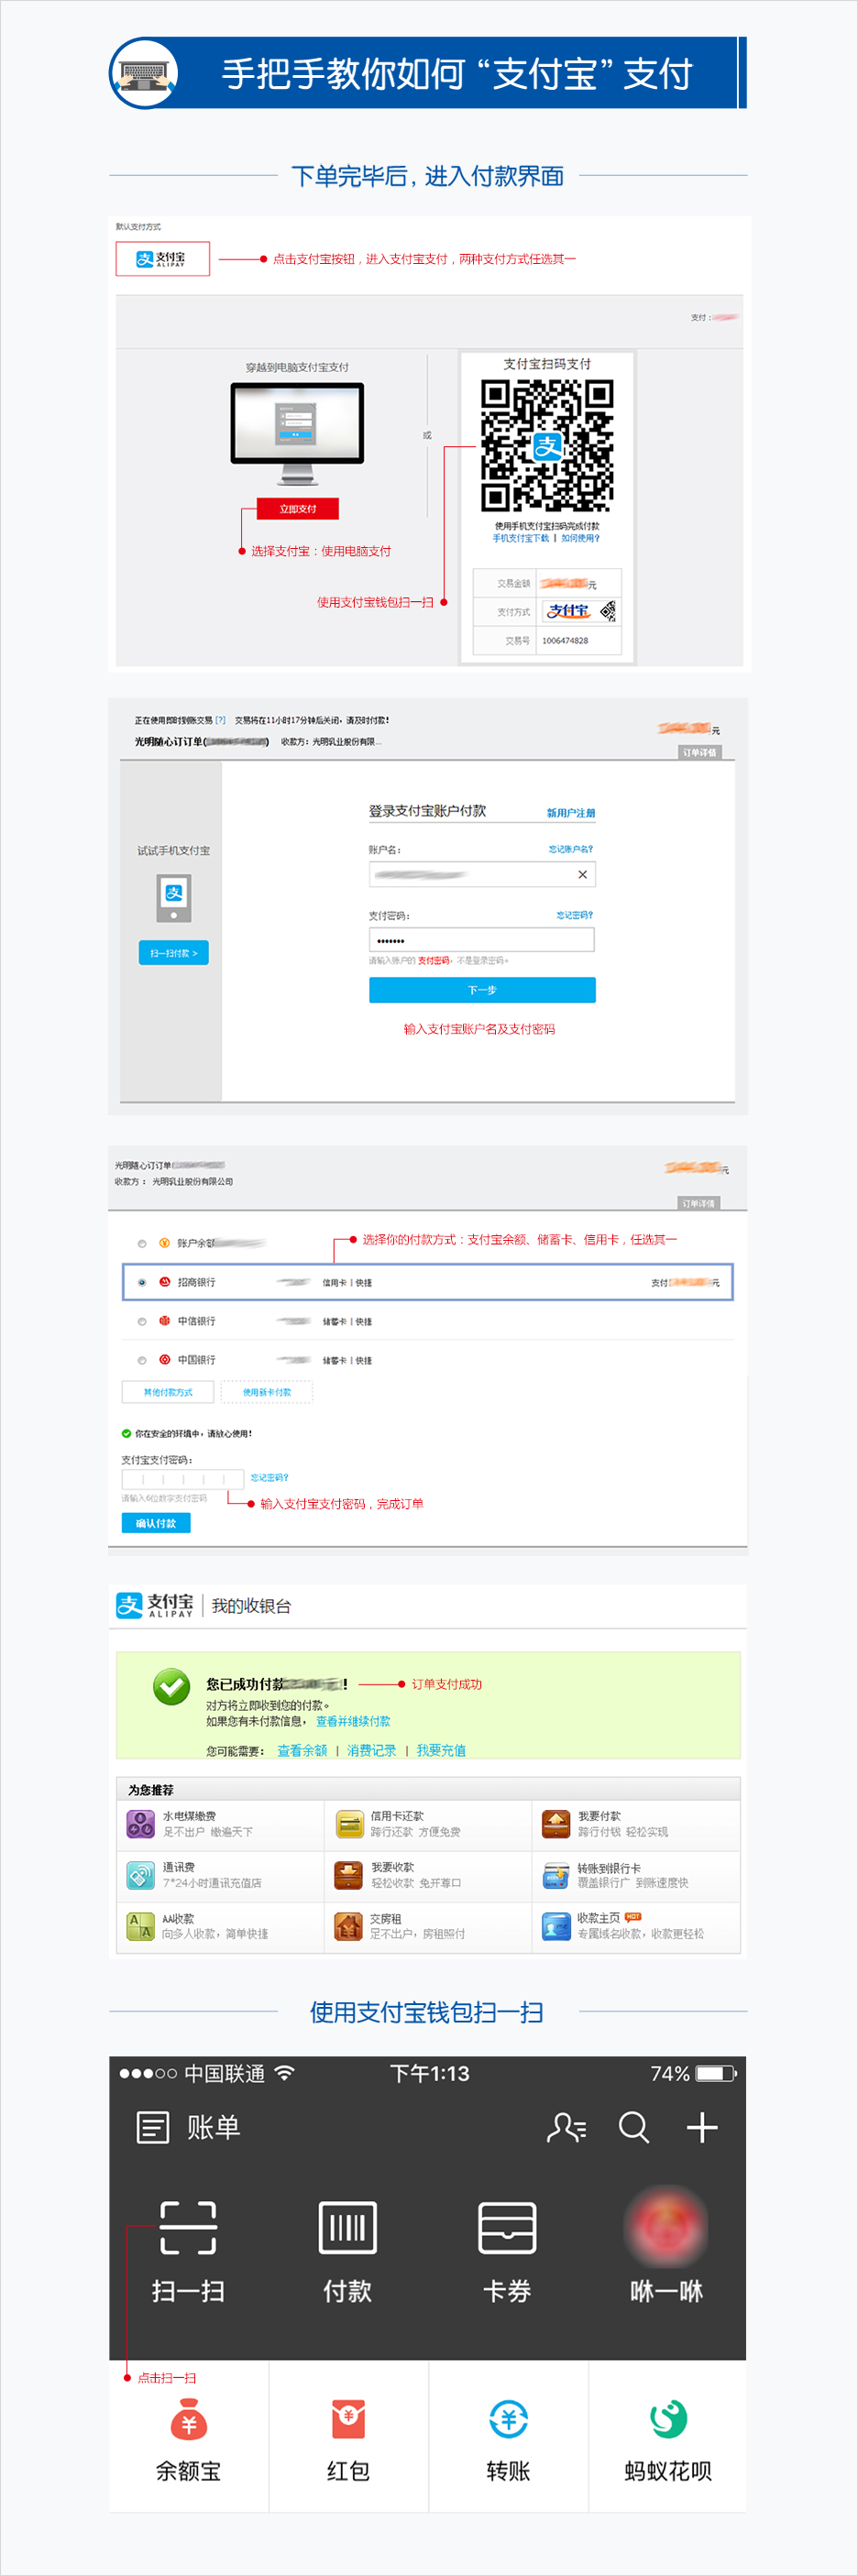 手把手教你如何“支付宝”支付
下单完毕后，进入付款界面
默认支付方式
支付宝
ALIPAY
点击支付宝按钮，进入支付宝支付，两种支付方式任选其一
支付：
穿越到电脑支付宝支付
支付宝扫码支付
或
立即支付
使用手机支付宝扫码完成付款
手机支付宝下载 | 如何使用?
选择支付宝：使用电脑支付
使用支付宝钱包扫一扫
交易金额 元
支付方式 支付宝
交易号 1006474828
正在使用即时到账交易 [?] 交易将在11小时17分钟后关闭，请及时付款!
元
光明随心订订单( ) 收款方：光明乳业股份有限...
订单详情
登录支付宝账户付款 新用户注册
试试手机支付宝
账户名： 忘记账户名?
支付密码： 忘记密码?
扫一扫付款 >
请输入账户的 支付密码，不是登录密码。
下一步
输入支付宝账户名及支付密码
光明随心订订单
元
收款方： 光明乳业股份有限公司
订单详情
选择你的付款方式：支付宝余额、储蓄卡、信用卡，任选其一
账户余额
招商银行 信用卡 | 快捷 支付 元
中信银行 储蓄卡 | 快捷
中国银行 储蓄卡 | 快捷
其他付款方式 使用新卡付款
你在安全的环境中，请放心使用!
支付宝支付密码：
忘记密码?
请输入6位数字支付密码
输入支付宝支付密码，完成订单
确认付款
支付宝
ALIPAY
我的收银台
您已成功付款 !
订单支付成功
对方将立即收到您的付款。
如果您有未付款信息， 查看并继续付款
您可能需要： 查看余额 | 消费记录 | 我要充值
为您推荐
水电煤缴费 信用卡还款 我要付款
足不出户 缴遍天下 跨行还款 方便免费 跨行付钱 轻松实现
通讯费 我要收款 转账到银行卡
7*24小时通讯充值店 轻松收款 免开尊口 覆盖银行广 到账速度快
AA收款 交房租 收款主页 HOT
向多人收款，简单快捷 足不出户，房租照付 专属域名收款，收款更轻松
使用支付宝钱包扫一扫
中国联通 下午1:13 74%
账单
扫一扫 付款 卡券 咻一咻
点击扫一扫
余额宝 红包 转账 蚂蚁花呗